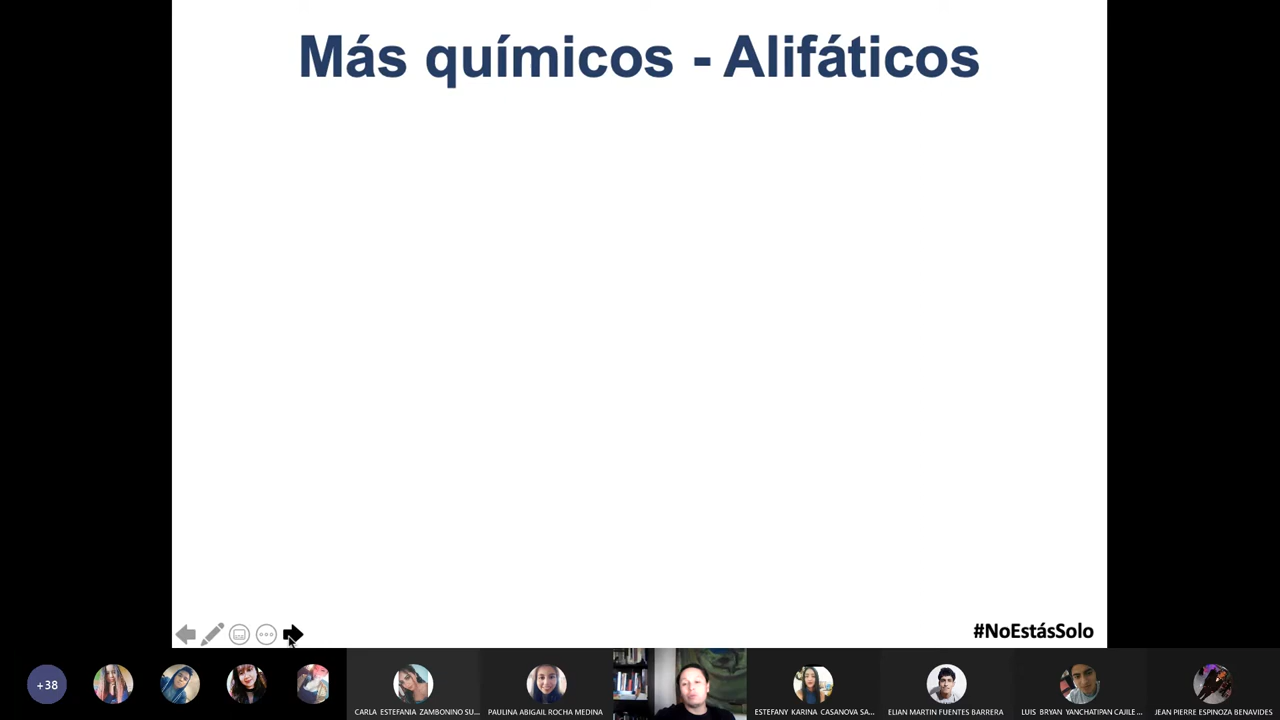 Más químicos - Alifáticos
#NoEstásSolo
+38
CARLA ESTEFANIA ZAMBONINO SU...
PAULINA ABIGAIL ROCHA MEDINA
ESTEFANY KARINA CASANOVA SA...
ELIAN MARTIN FUENTES BARRERA
LUIS BRYAN YANCHATIPAN CAJILE ...
JEAN PIERRE ESPINOZA BENAVIDES